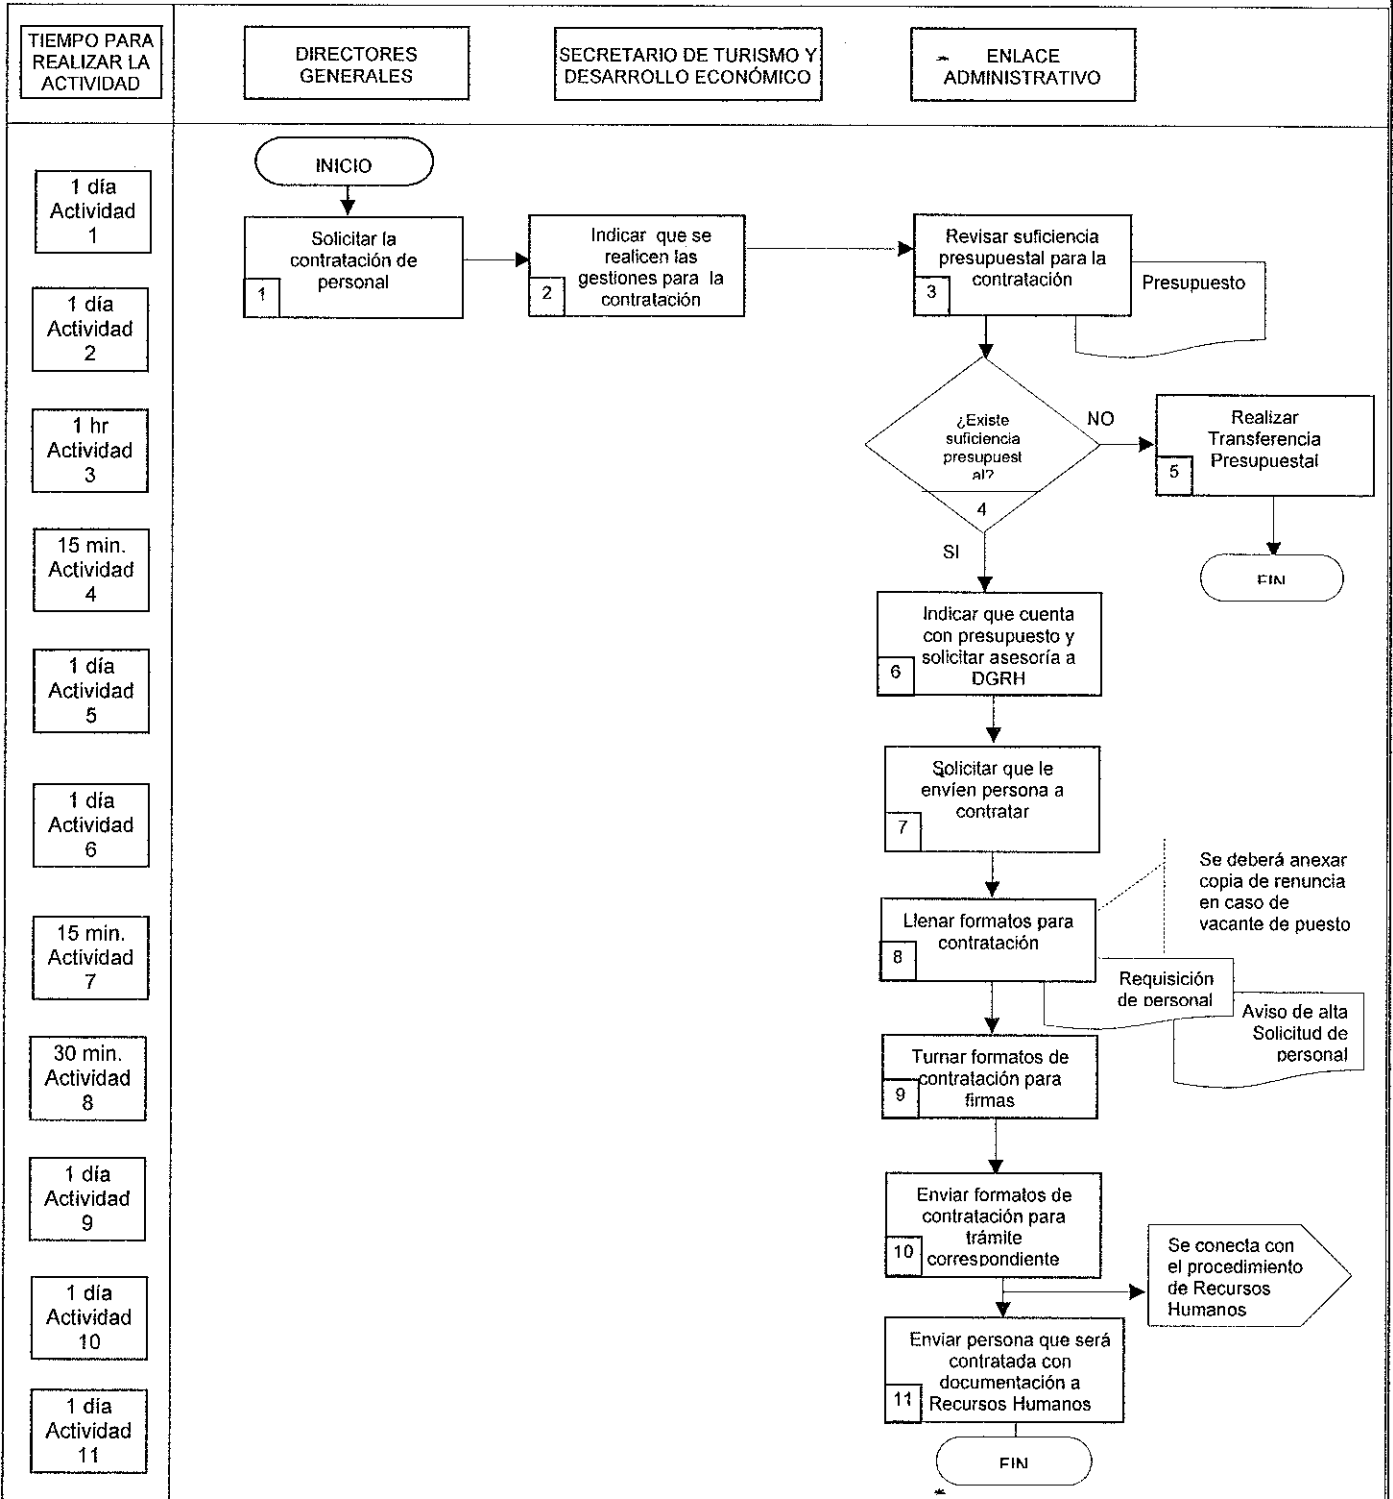 TIEMPO PARA
REALIZAR LA
ACTIVIDAD
DIRECTORES
GENERALES
SECRETARIO DE TURISMO Y
DESARROLLO ECONÓMICO
ENLACE
ADMINISTRATIVO
1 día
Actividad
1
1 día
Actividad
2
1 hr
Actividad
3
15 min.
Actividad
4
1 día
Actividad
5
1 día
Actividad
6
15 min.
Actividad
7
30 min.
Actividad
8
1 día
Actividad
9
1 día
Actividad
10
1 día
Actividad
11
INICIO
Solicitar la
contratación de
personal
1
Indicar que se
realicen las
gestiones para la
contratación
2
Revisar suficiencia
presupuestal para la
contratación
3
Presupuesto
¿Existe
suficiencia
presupuest
al?
4
NO
Realizar
Transferencia
Presupuestal
5
FIN
SI
Indicar que cuenta
con presupuesto y
solicitar asesoría a
DGRH
6
Solicitar que le
envíen persona a
contratar
7
Se deberá anexar
copia de renuncia
en caso de
vacante de puesto
Llenar formatos para
contratación
8
Requisición
de personal
Aviso de alta
Solicitud de
personal
Turnar formatos de
contratación para
firmas
9
Enviar formatos de
contratación para
trámite
correspondiente
10
Se conecta con
el procedimiento
de Recursos
Humanos
Enviar persona que será
contratada con
documentación a
Recursos Humanos
11
FIN